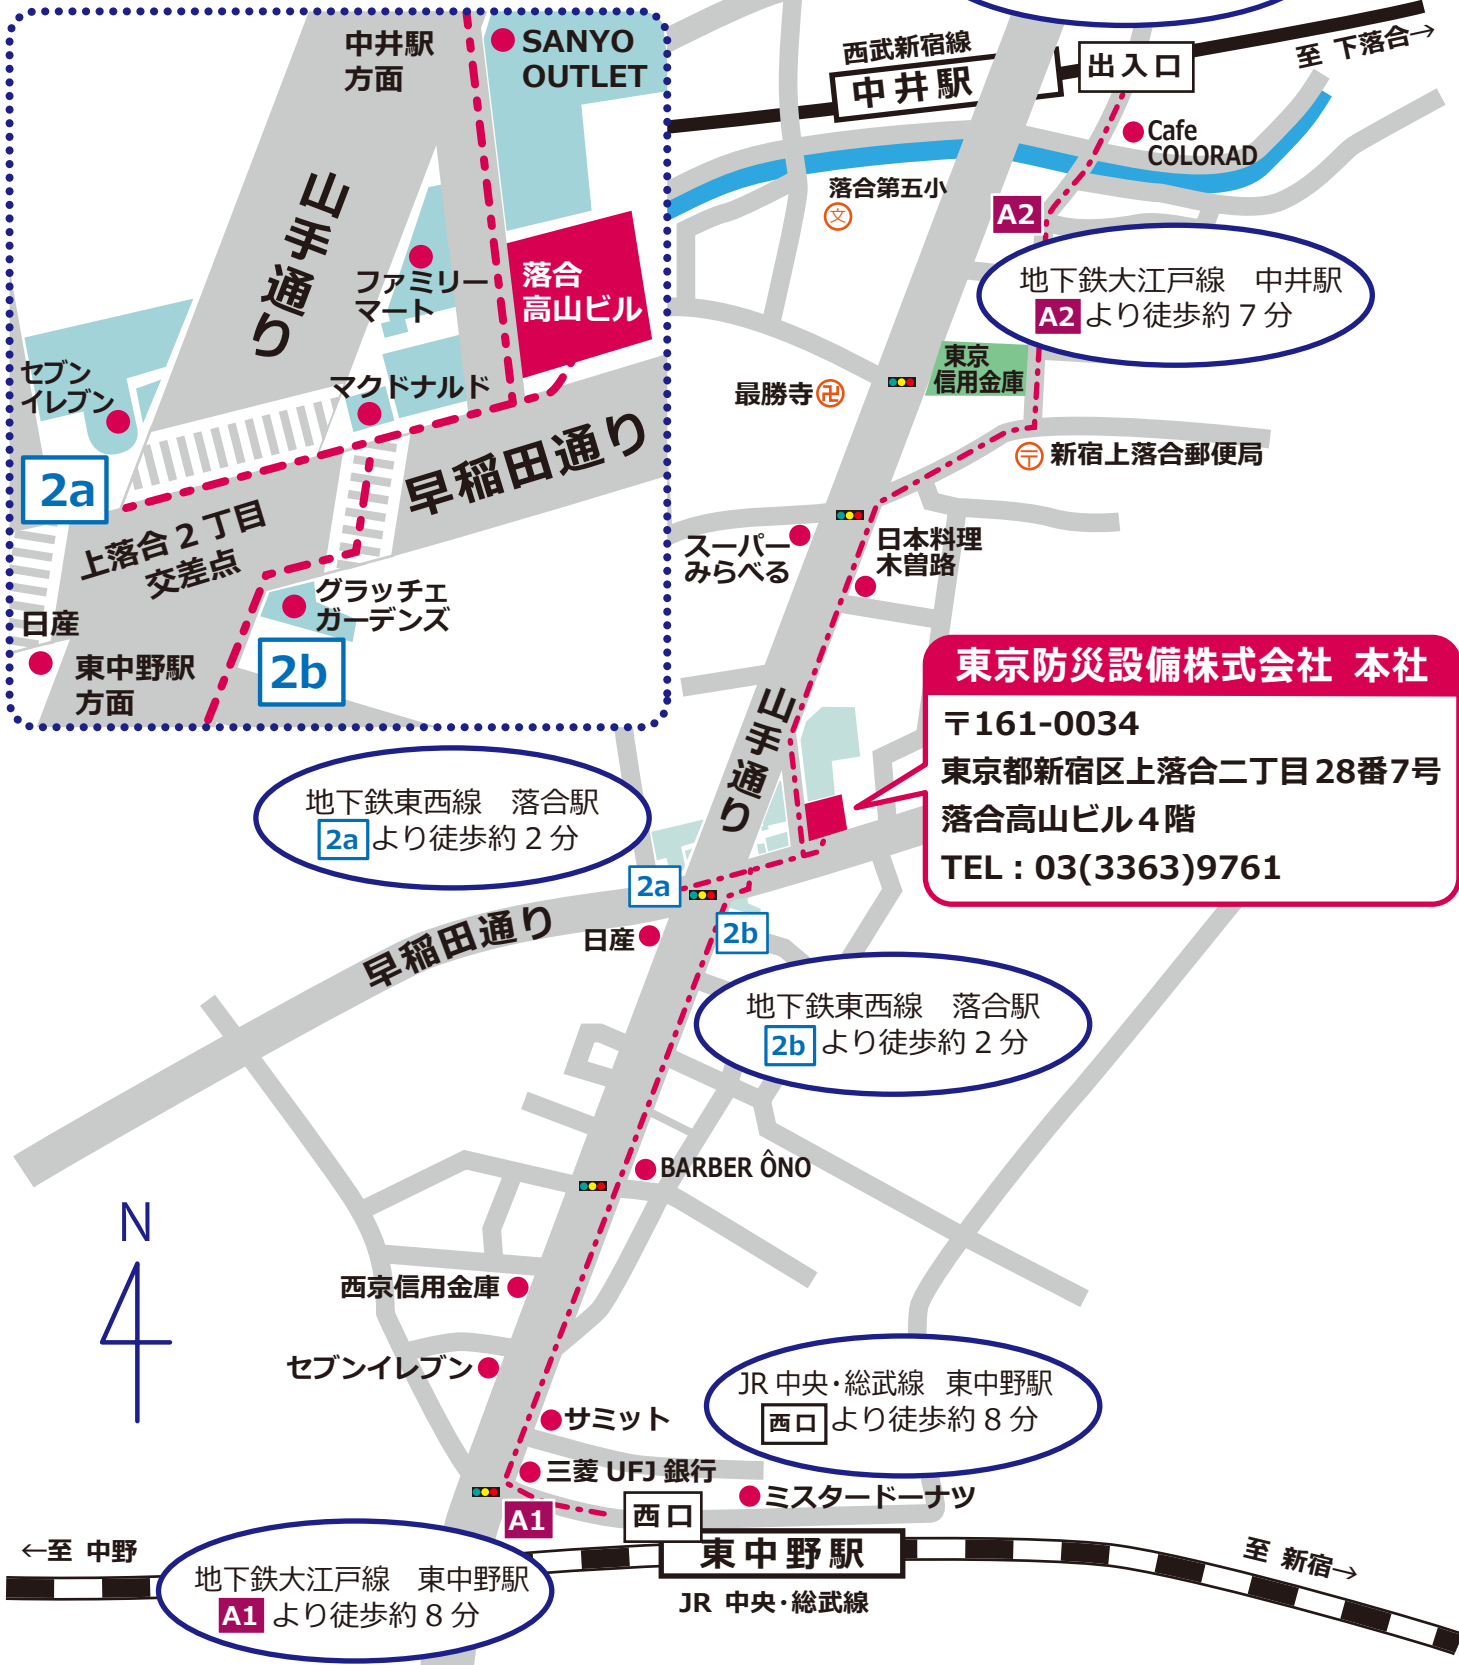 中井駅
方面
SANYO
OUTLET
山手通り
ファミリー
マート
落合
高山ビル
セブン
イレブン
マクドナルド
2a
早稲田通り
上落合2丁目
交差点
グラッチェ
ガーデンズ
日産
2b
東中野駅
方面
西武新宿線
中井駅
出入口
至 下落合→
Cafe
COLORAD
落合第五小
文
A2
地下鉄大江戸線 中井駅
A2より徒歩約7分
東京
信用金庫
最勝寺卍
〒新宿上落合郵便局
スーパー
みらべる
日本料理
木曽路
山手通り
東京防災設備株式会社 本社
〒161-0034
東京都新宿区上落合二丁目28番7号
落合高山ビル4階
TEL:03(3363)9761
地下鉄東西線 落合駅
2aより徒歩約2分
2a
早稲田通り
日産
2b
地下鉄東西線 落合駅
2bより徒歩約2分
BARBER ÔNO
N
西京信用金庫
セブンイレブン
JR中央・総武線 東中野駅
西口より徒歩約8分
サミット
三菱UFJ銀行
ミスタードーナツ
A1
西口
東中野駅
JR 中央・総武線
←至 中野
至 新宿→
地下鉄大江戸線 東中野駅
A1より徒歩約8分